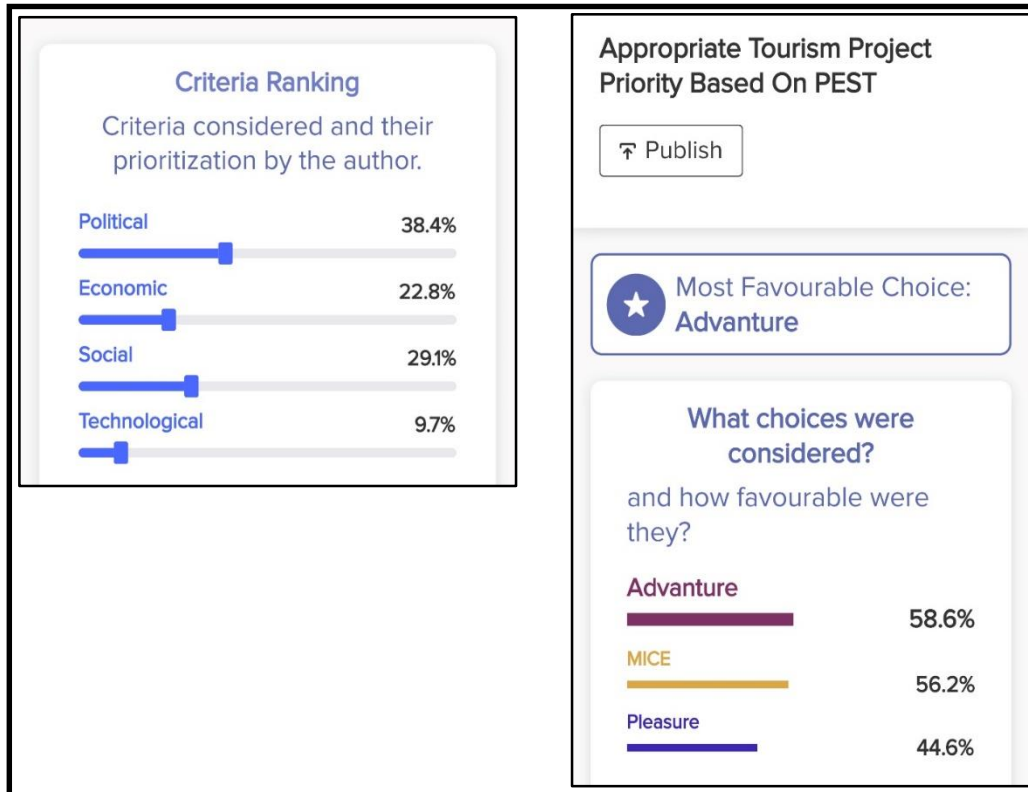 Criteria Ranking
Criteria considered and their
prioritization by the author.
Political 38.4%
Economic 22.8%
Social 29.1%
Technological 9.7%
Appropriate Tourism Project
Priority Based On PEST
Publish
Most Favourable Choice:
Advanture
What choices were
considered?
and how favourable were
they?
Advanture
58.6%
MICE
56.2%
Pleasure
44.6%